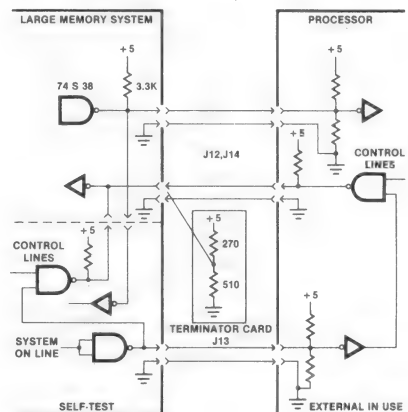 LARGE MEMORY SYSTEM
PROCESSOR
+ 5
+ 5
74 S 38
3.3K
+ 5
J12,J14
CONTROL
LINES
+ 5
CONTROL
LINES
+ 5
270
510
+ 5
SYSTEM
ON LINE
TERMINATOR CARD
J13
SELF-TEST
EXTERNAL IN USE